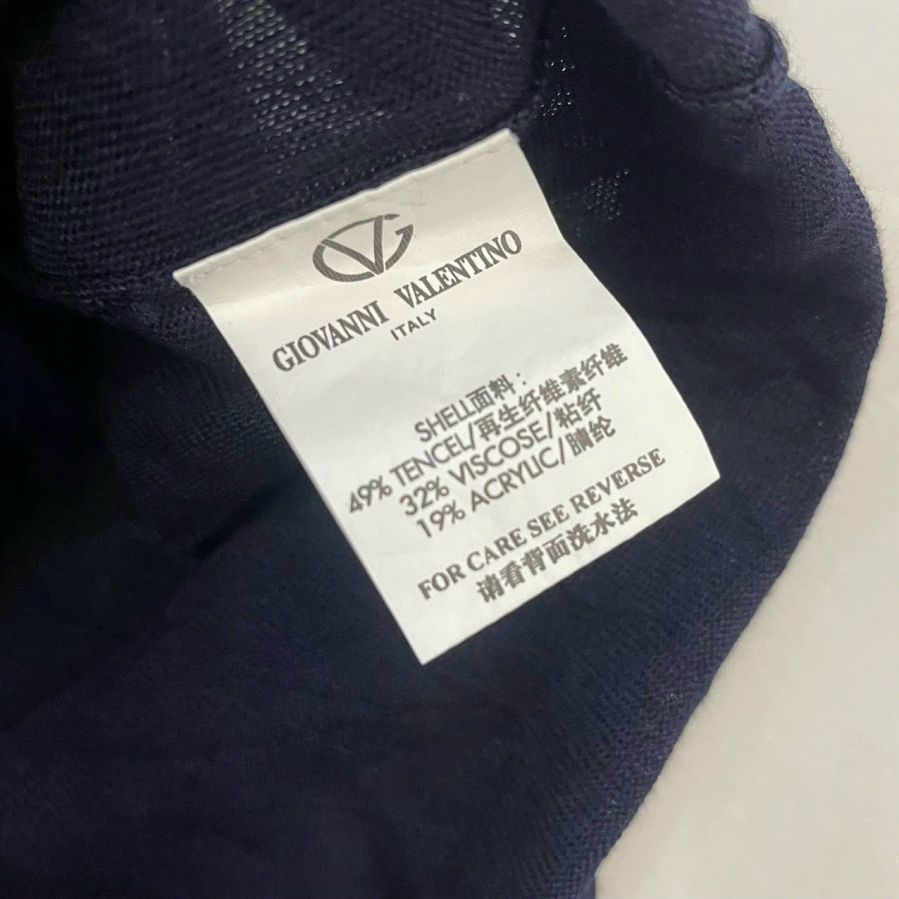 GV
GIOVANNI VALENTINO
ITALY
SHELL面料:
49% TENCEL/再生纤维素纤维
32% VISCOSE/粘纤
19% ACRYLIC/腈纶
FOR CARE SEE REVERSE
请看背面洗水法